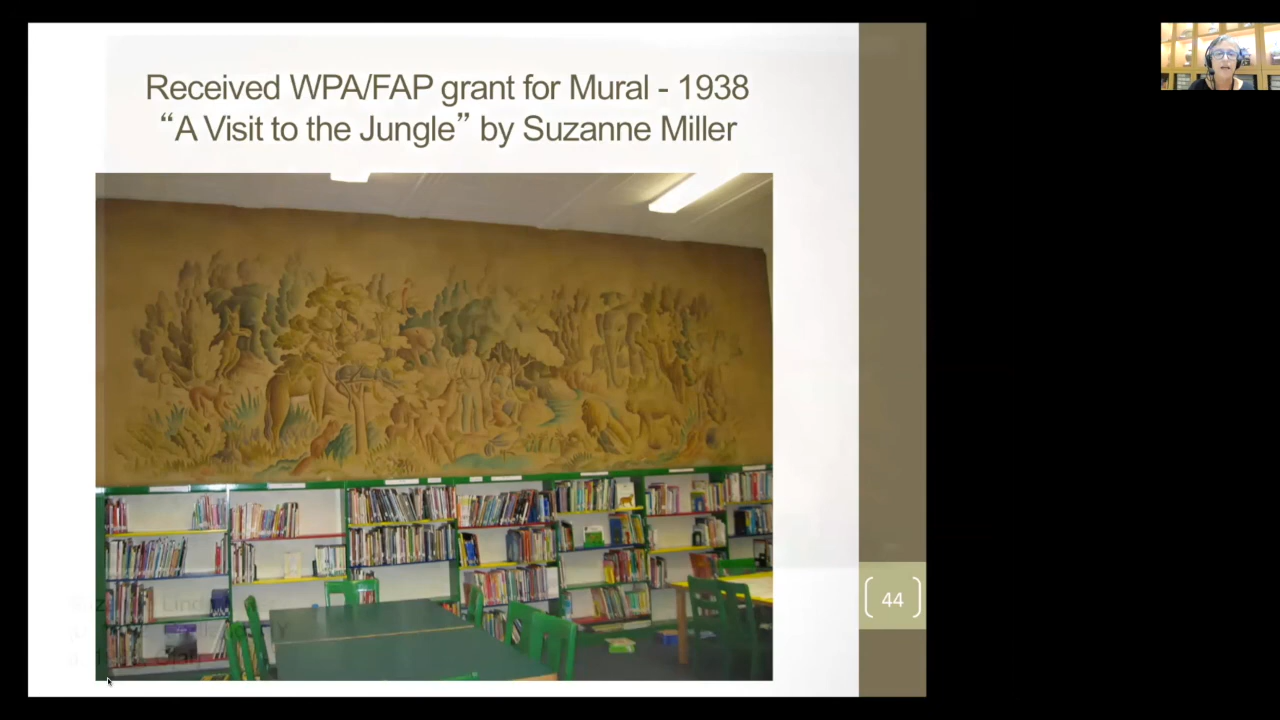 Received WPA/FAP grant for Mural - 1938
“A Visit to the Jungle” by Suzanne Miller
44